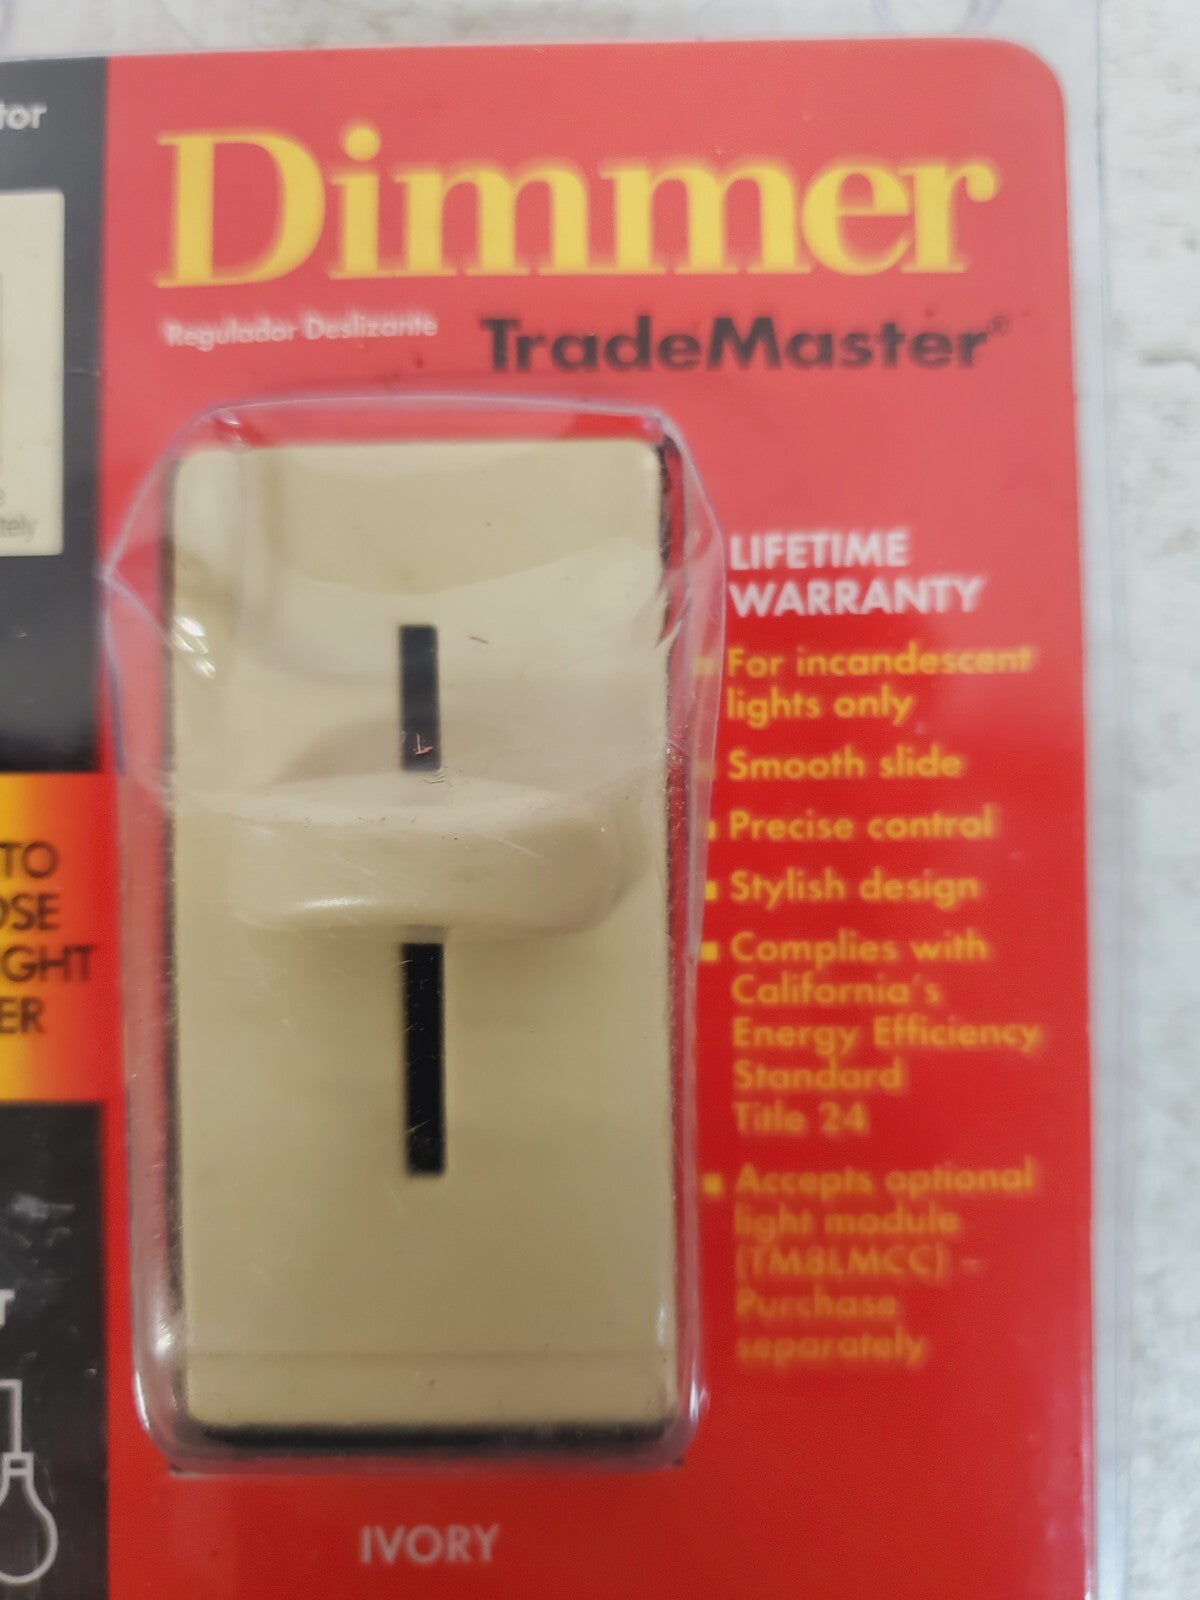 Dimmer
Regulador Deslizante
TradeMaster®
LIFETIME
WARRANTY
For incandescent
lights only
Smooth slide
Precise control
Stylish design
Complies with
California's
Energy Efficiency
Standard
Title 24
Accepts optional
light module
(TM8LMCC) –
Purchase
separately
IVORY
TO